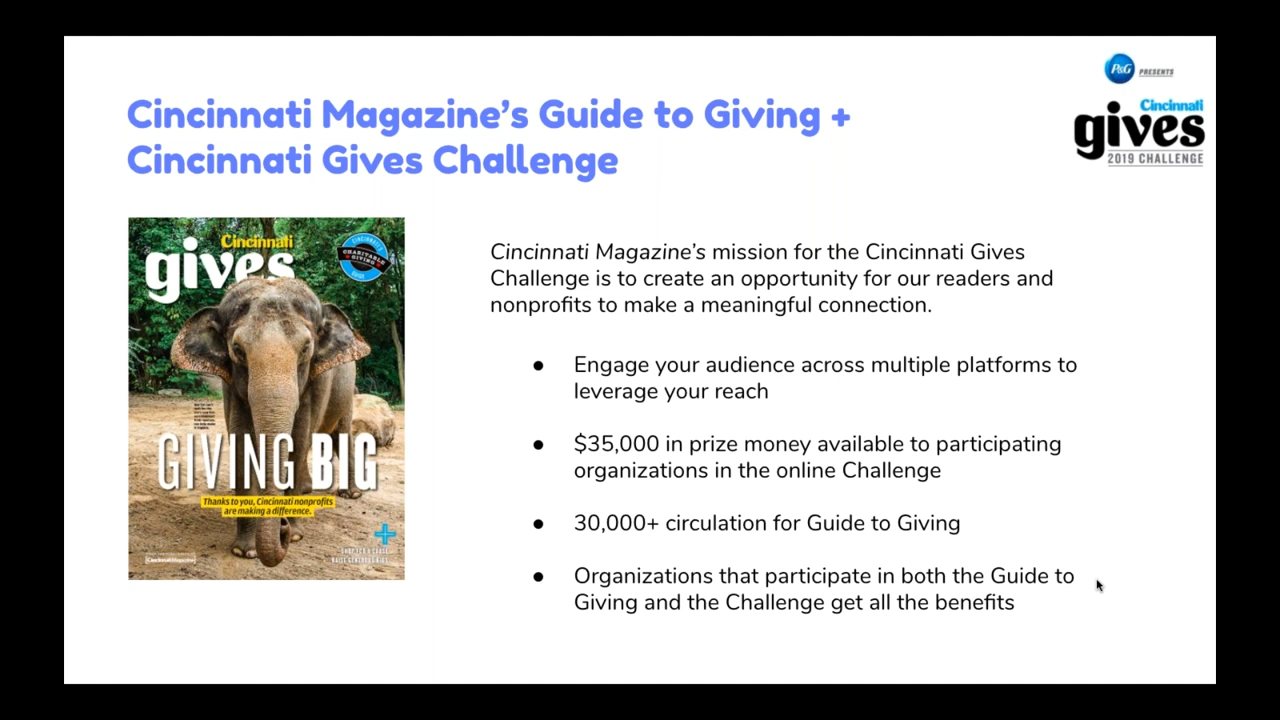 P&G PRESENTS
Cincinnati Magazine's Guide to Giving +
Cincinnati Gives Challenge
Cincinnati
gives
2019 CHALLENGE
Cincinnati
gives
CINCINNATI
CHARITABLE
GIVING
GUIDE
GIVING BIG
Thanks to you, Cincinnati nonprofits
are making a difference.
Cincinnati Magazine's mission for the Cincinnati Gives
Challenge is to create an opportunity for our readers and
nonprofits to make a meaningful connection.
● Engage your audience across multiple platforms to
leverage your reach
● $35,000 in prize money available to participating
organizations in the online Challenge
● 30,000+ circulation for Guide to Giving
● Organizations that participate in both the Guide to
Giving and the Challenge get all the benefits